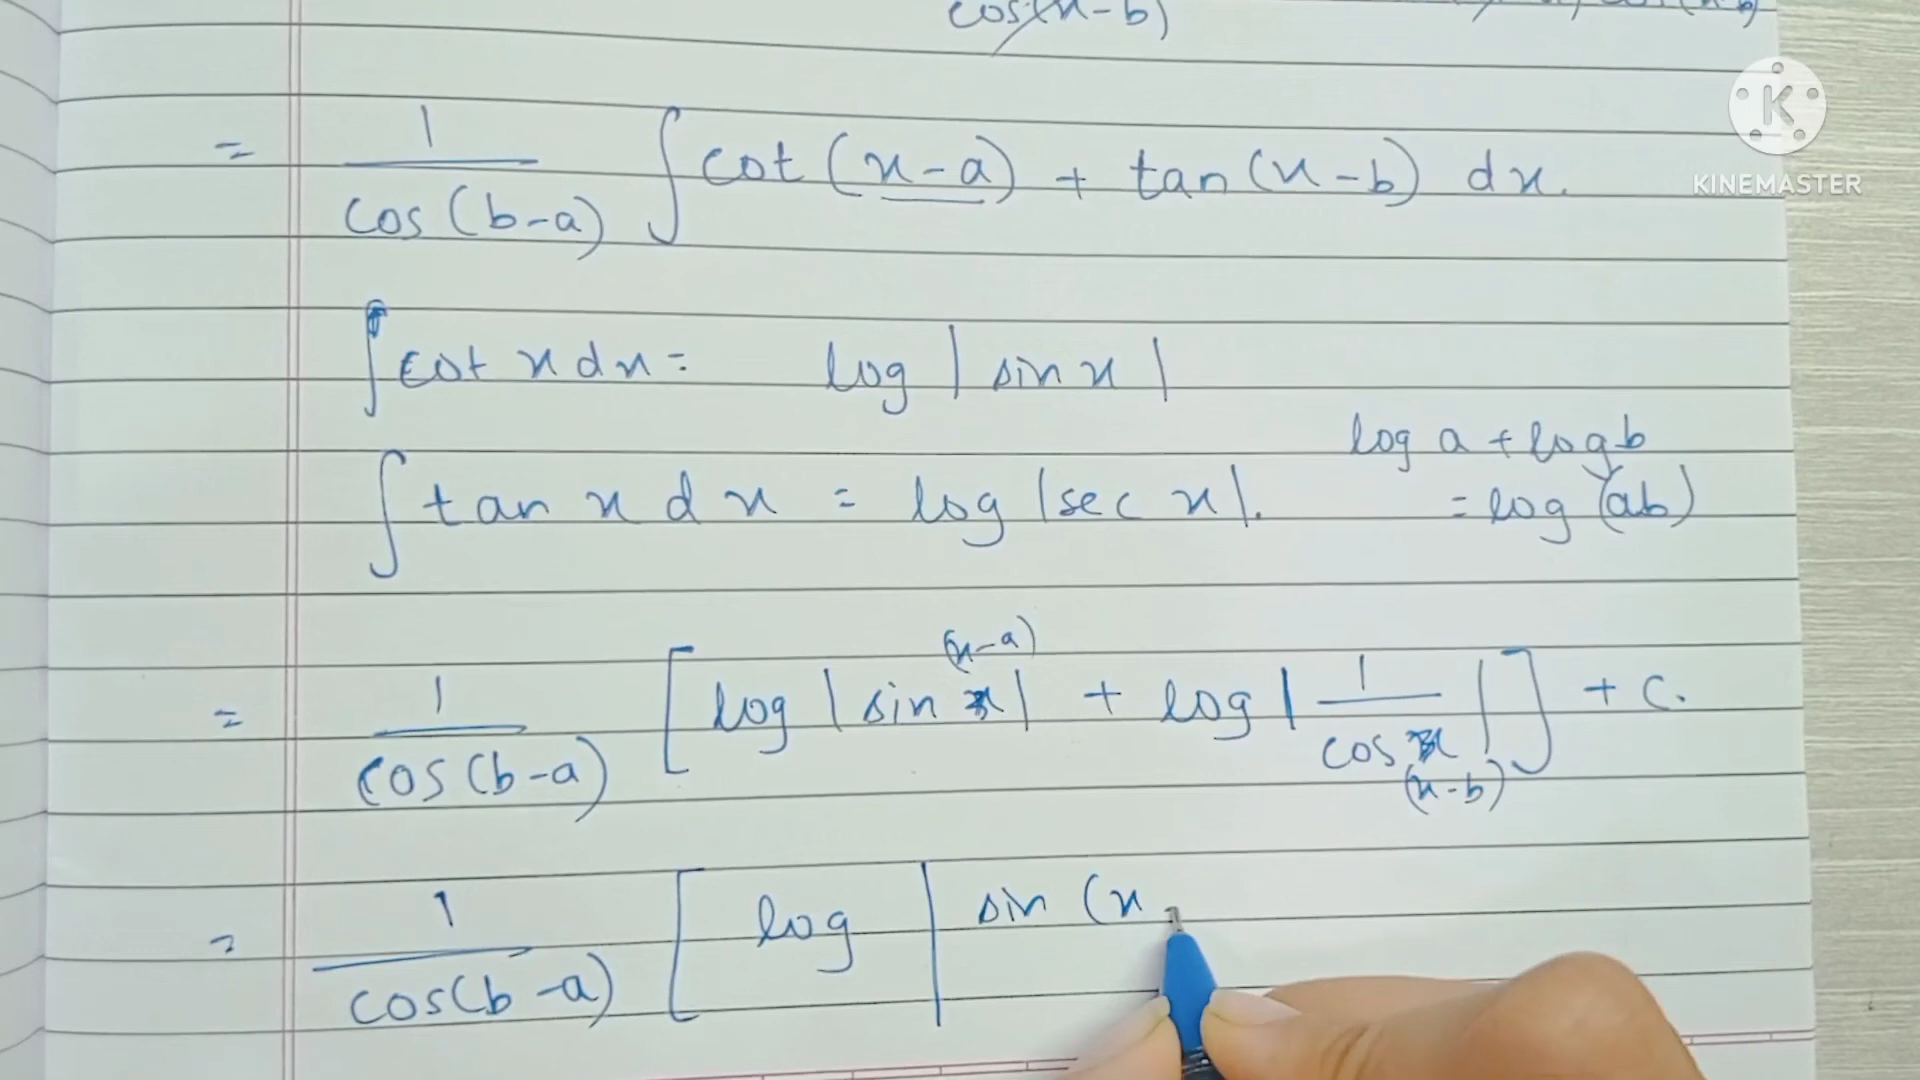 cos(x-b)
K
KINEMASTER
= 1/cos(b-a) ∫cot(x-a) + tan(x-b) dx.
∫cot x dx = log |sin x|
log a + log b
∫tan x dx = log |sec x|.
= log (ab)
= 1/cos(b-a) [log |sin (x-a)| + log |1/cos (x-b)|] + c.
= 1/cos(b-a) [log | sin (x -